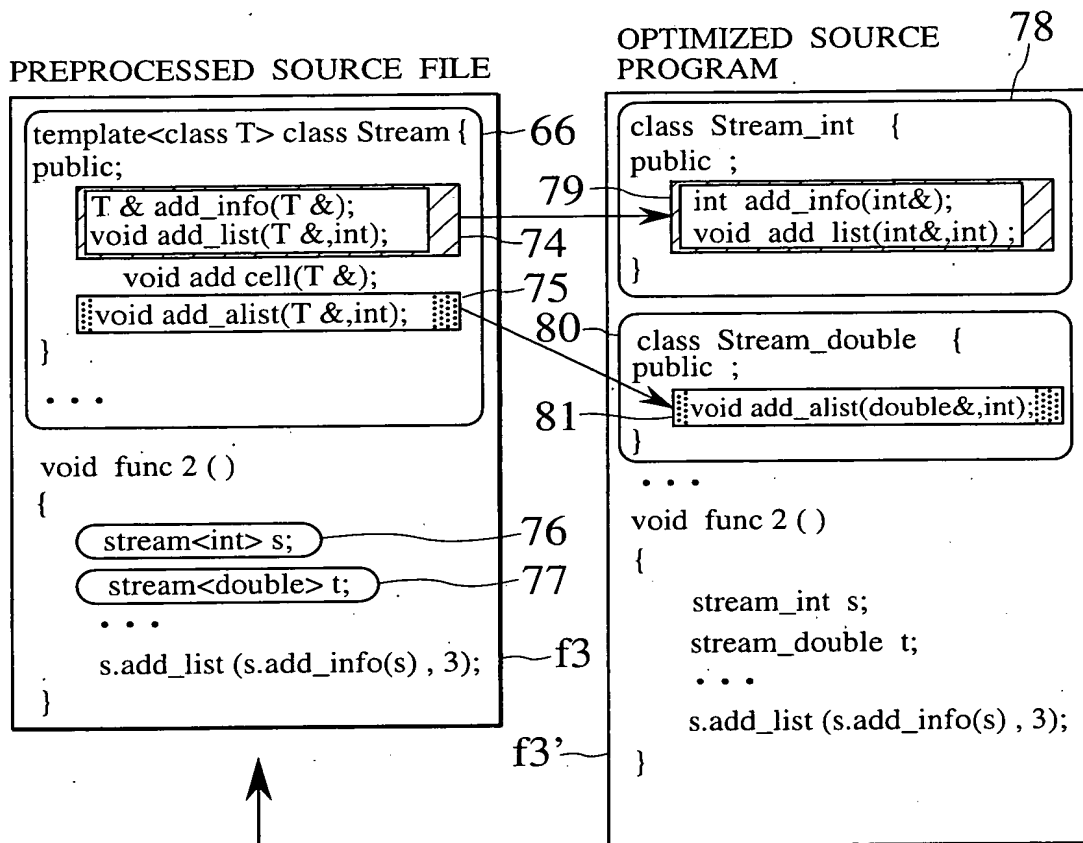 PREPROCESSED SOURCE FILE
template<class T> class Stream {
public;
T & add_info(T &);
void add_list(T &,int);
void add cell(T &);
void add_alist(T &,int);
}
. . .
void func 2 ( )
{
stream<int> s;
stream<double> t;
. . .
s.add_list (s.add_info(s) , 3);
}
66
74
75
76
77
f3
OPTIMIZED SOURCE
PROGRAM
78
class Stream_int {
public ;
79
int add_info(int&);
void add_list(int&,int) ;
}
80
class Stream_double {
public ;
81
void add_alist(double&,int);
}
. . .
void func 2 ( )
{
stream_int s;
stream_double t;
. . .
s.add_list (s.add_info(s) , 3);
}
f3’